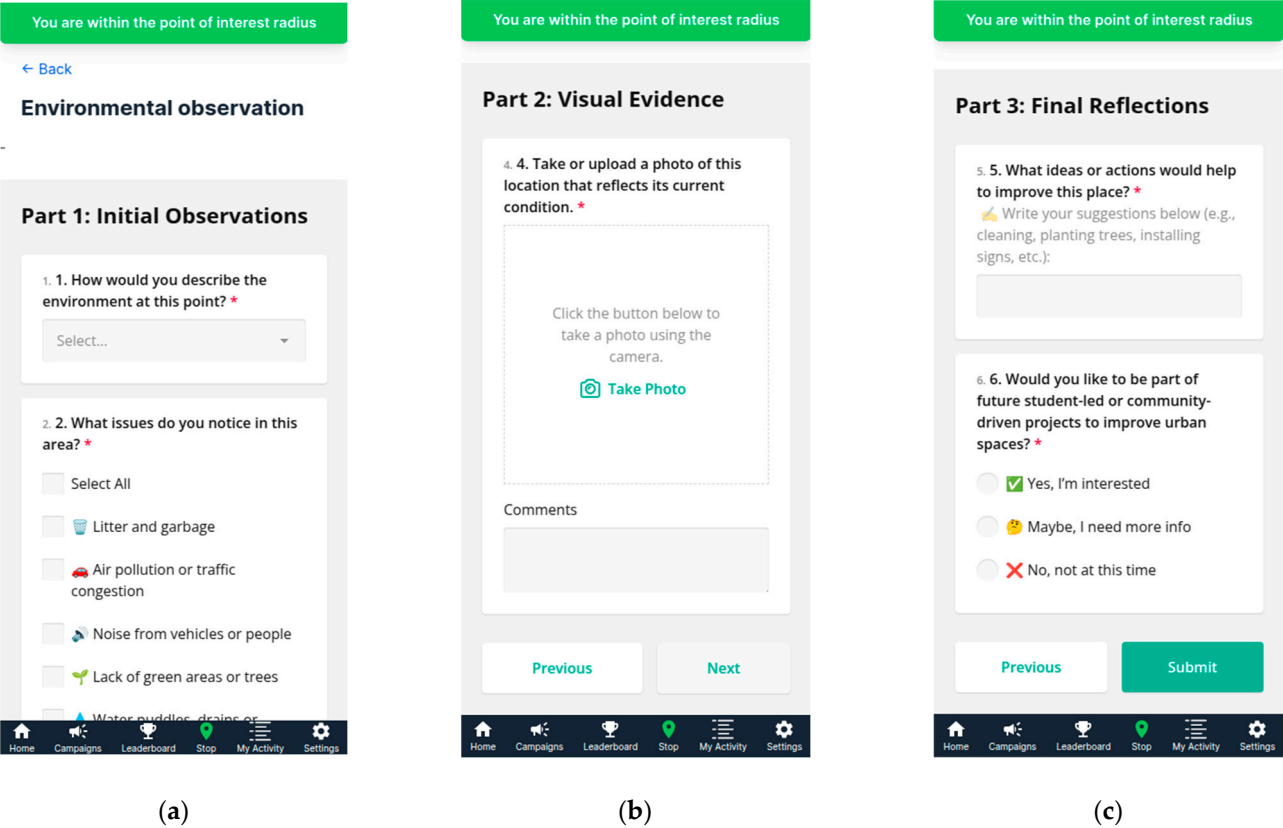 You are within the point of interest radius
← Back
Environmental observation
-
Part 1: Initial Observations
1. 1. How would you describe the
environment at this point? *
Select...
2. 2. What issues do you notice in this
area? *
Select All
🗑️ Litter and garbage
🚗 Air pollution or traffic
congestion
🔊 Noise from vehicles or people
🌱 Lack of green areas or trees
💧 Water puddles, drains or
Home Campaigns Leaderboard Stop My Activity Settings
(a)
You are within the point of interest radius
Part 2: Visual Evidence
4. 4. Take or upload a photo of this
location that reflects its current
condition. *
Click the button below to
take a photo using the
camera.
Take Photo
Comments
Previous Next
Home Campaigns Leaderboard Stop My Activity Settings
(b)
You are within the point of interest radius
Part 3: Final Reflections
5. 5. What ideas or actions would help
to improve this place? *
✍️ Write your suggestions below (e.g.,
cleaning, planting trees, installing
signs, etc.):
6. 6. Would you like to be part of
future student-led or community-
driven projects to improve urban
spaces? *
✅ Yes, I'm interested
🤔 Maybe, I need more info
❌ No, not at this time
Previous Submit
Home Campaigns Leaderboard Stop My Activity Settings
(c)